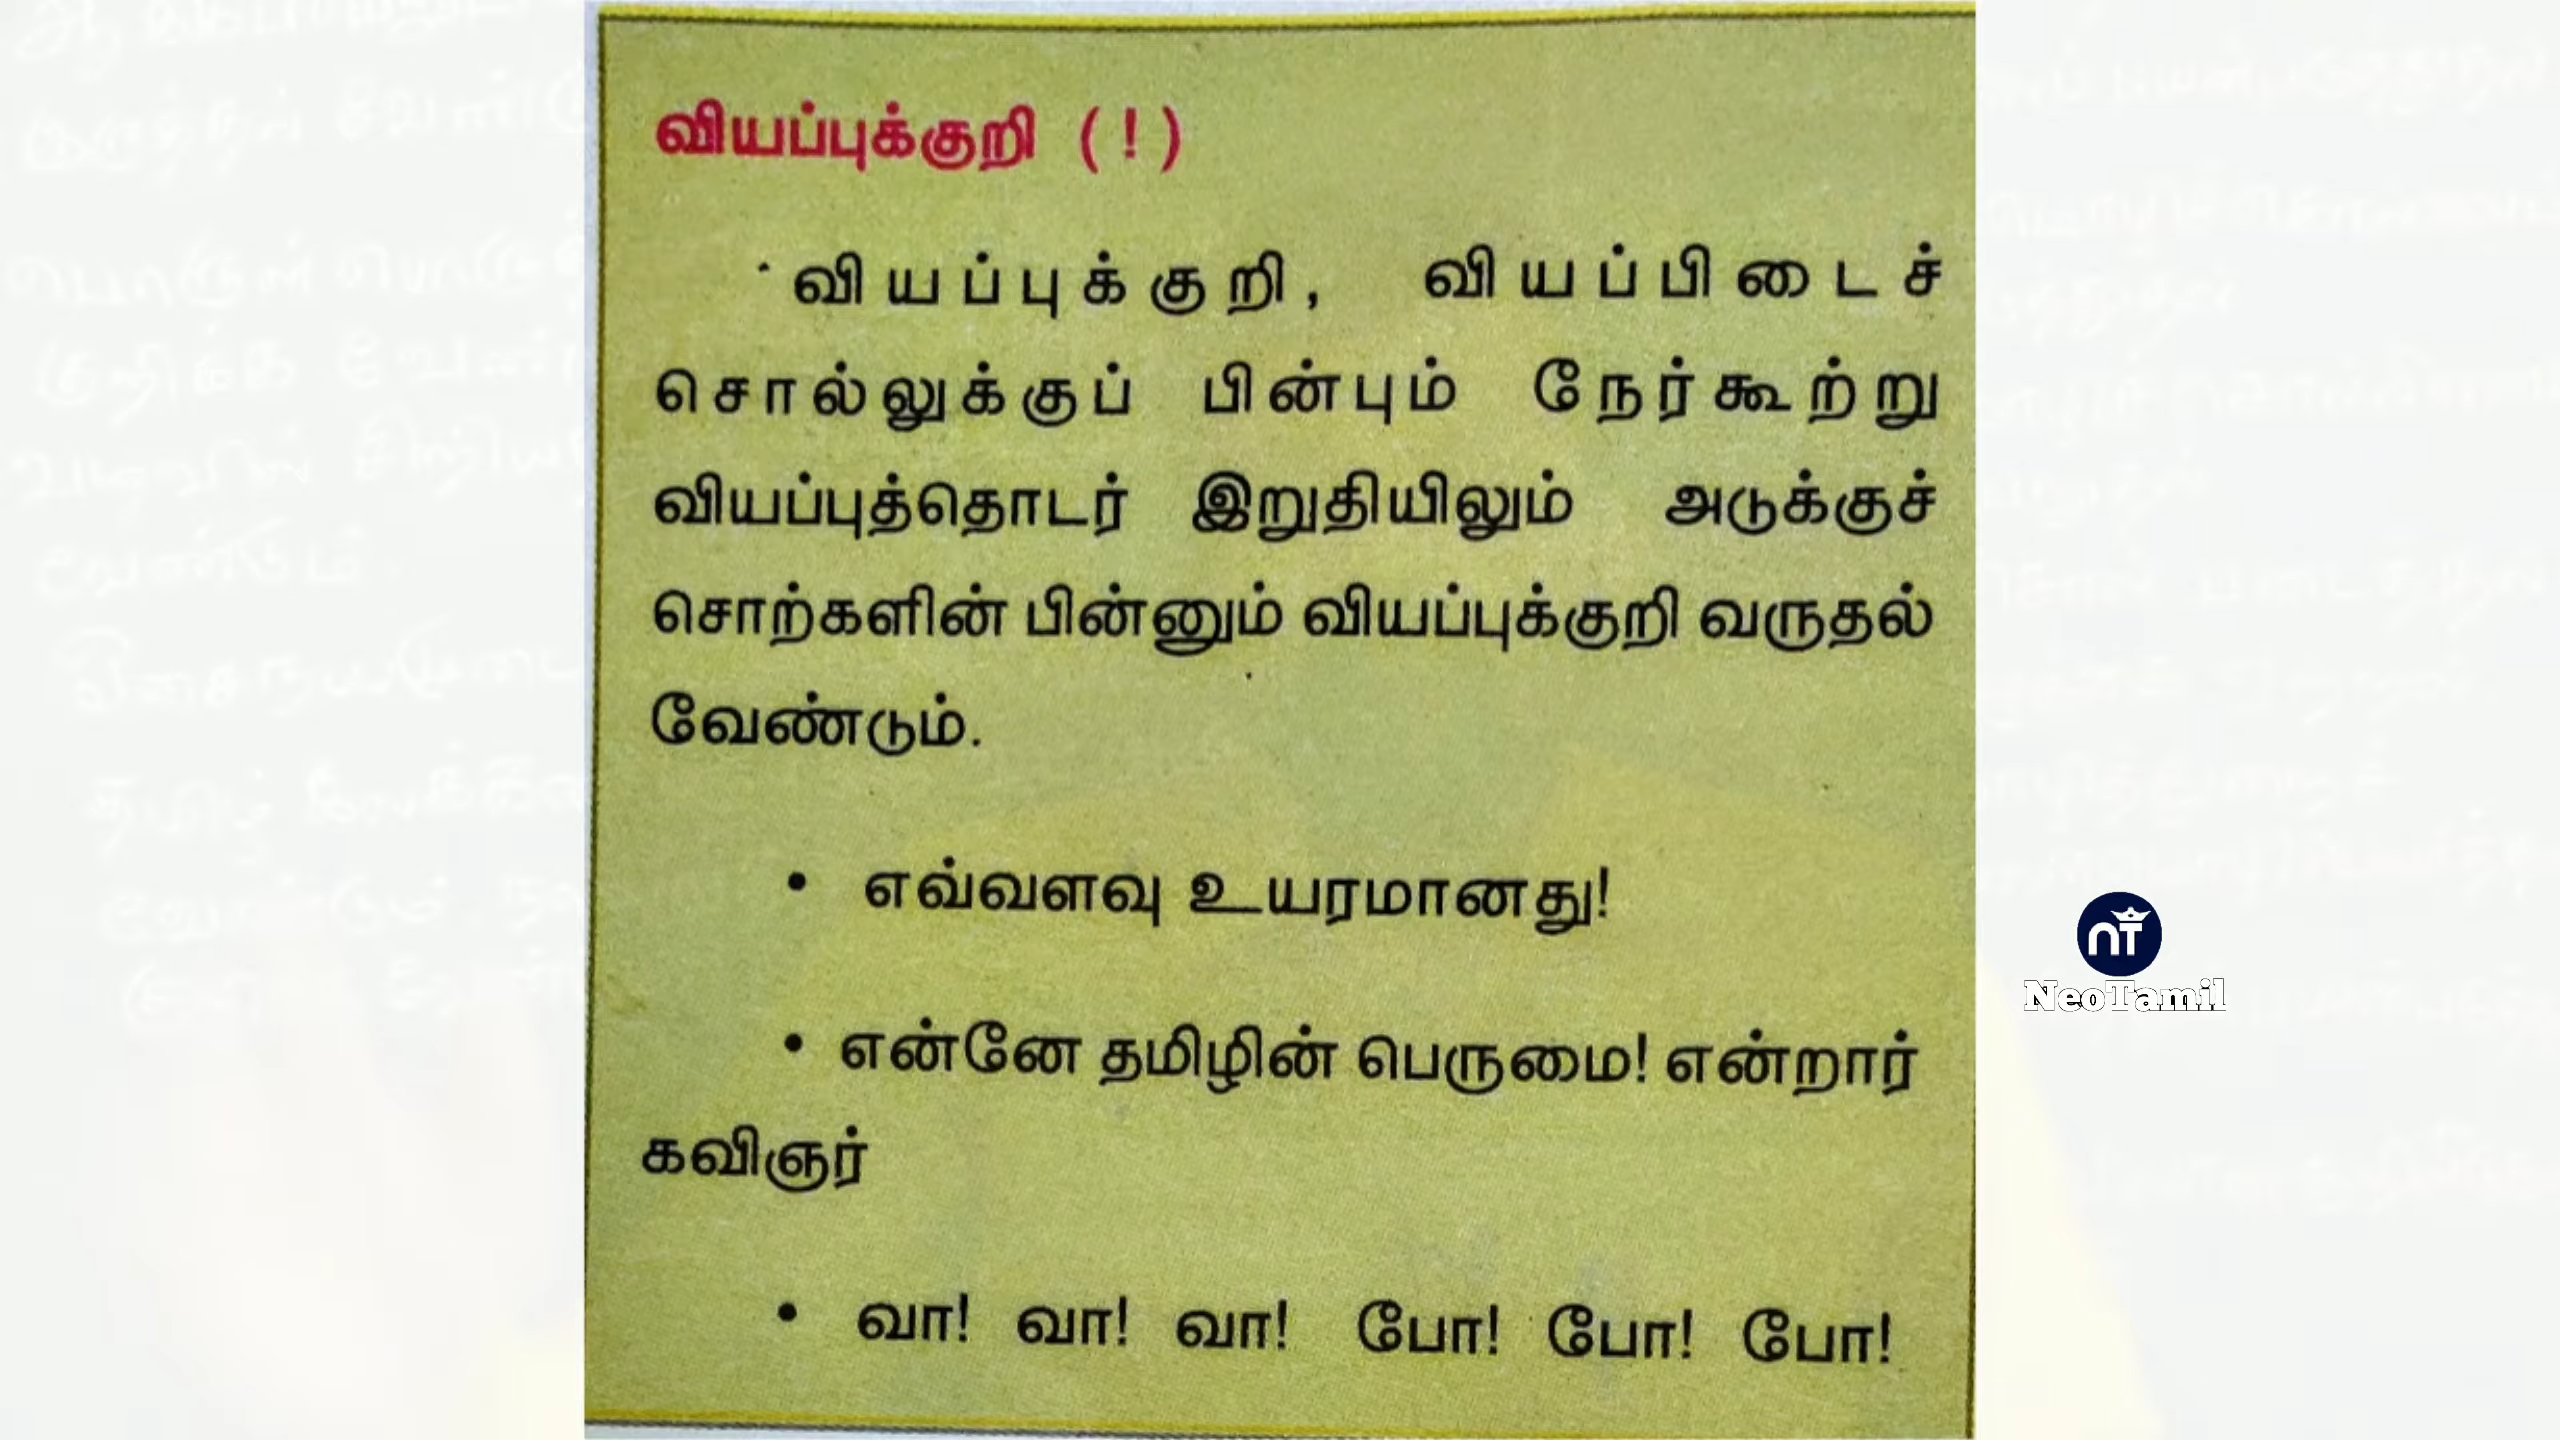 வியப்புக்குறி (!)
வியப்புக்குறி, வியப்பிடைச்
சொல்லுக்குப் பின்பும் நேர்கூற்று
வியப்புத்தொடர் இறுதியிலும் அடுக்குச்
சொற்களின் பின்னும் வியப்புக்குறி வருதல்
வேண்டும்.
• எவ்வளவு உயரமானது!
• என்னே தமிழின் பெருமை! என்றார்
கவிஞர்
• வா! வா! வா! போ! போ! போ!
NT
NeoTamil